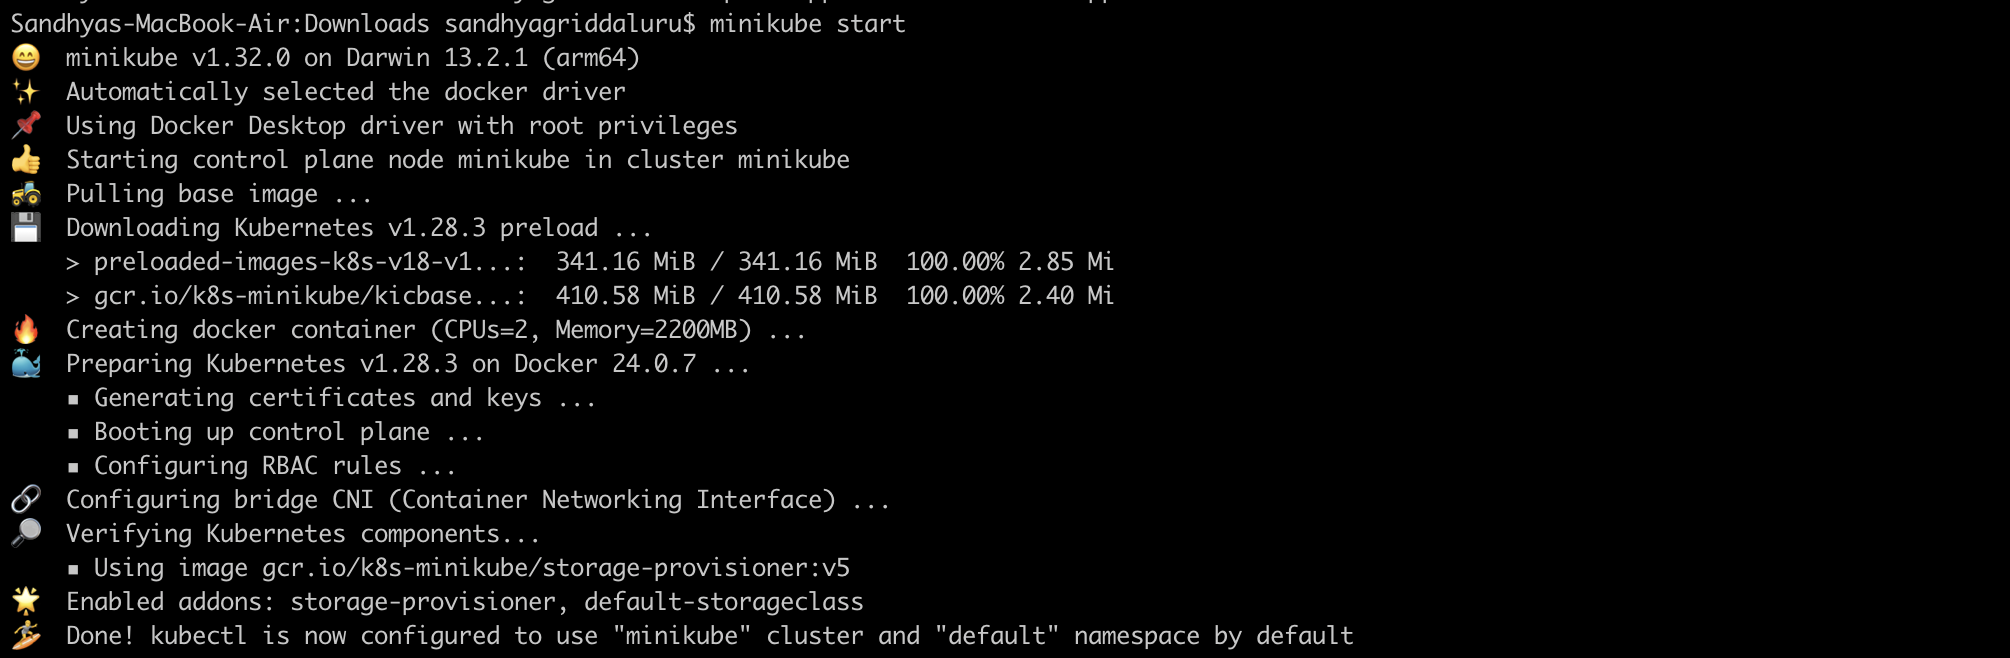 Sandhyas-MacBook-Air:Downloads sandhyagriddaluru$ minikube start
😄  minikube v1.32.0 on Darwin 13.2.1 (arm64)
✨  Automatically selected the docker driver
📌  Using Docker Desktop driver with root privileges
👍  Starting control plane node minikube in cluster minikube
🚜  Pulling base image ...
💾  Downloading Kubernetes v1.28.3 preload ...
    > preloaded-images-k8s-v18-v1...:  341.16 MiB / 341.16 MiB  100.00% 2.85 Mi
    > gcr.io/k8s-minikube/kicbase...:  410.58 MiB / 410.58 MiB  100.00% 2.40 Mi
🔥  Creating docker container (CPUs=2, Memory=2200MB) ...
🐳  Preparing Kubernetes v1.28.3 on Docker 24.0.7 ...
    ▪ Generating certificates and keys ...
    ▪ Booting up control plane ...
    ▪ Configuring RBAC rules ...
🔗  Configuring bridge CNI (Container Networking Interface) ...
🔎  Verifying Kubernetes components...
    ▪ Using image gcr.io/k8s-minikube/storage-provisioner:v5
🌟  Enabled addons: storage-provisioner, default-storageclass
🏄  Done! kubectl is now configured to use "minikube" cluster and "default" namespace by default